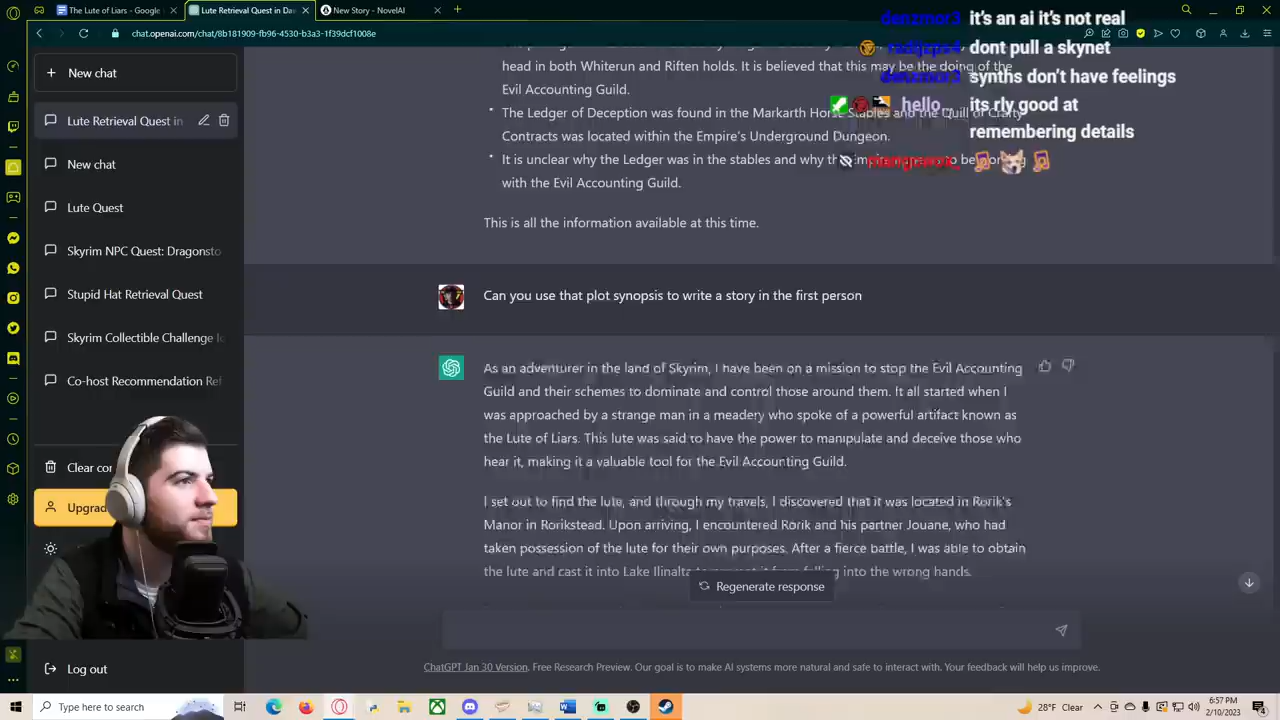 The Lute of Liars - Google
Lute Retrieval Quest in Da
New Story - NovelAI
chat.openai.com/chat/8b181909-fb96-4530-b3a3-1f39dcf1008e
denzmor3 it's an ai it's not real
dont pull a skynet
synths don't have feelings
hello.. its rly good at
remembering details
New chat
Lute Retrieval Quest in
New chat
Lute Quest
Skyrim NPC Quest: Dragonsto
Stupid Hat Retrieval Quest
Skyrim Collectible Challenge Id
Co-host Recommendation Ref
Clear con
Upgrad
Log out
head in both Whiterun and Riften holds. It is believed that this may be the doing of the
Evil Accounting Guild.
The Ledger of Deception was found in the Markarth Horse Stables and the Quill of Crafty
Contracts was located within the Empire's Underground Dungeon.
It is unclear why the Ledger was in the stables and why the to be
with the Evil Accounting Guild.
This is all the information available at this time.
Can you use that plot synopsis to write a story in the first person
As an adventurer in the land of Skyrim, I have been on a mission to stop the Evil Accounting
Guild and their schemes to dominate and control those around them. It all started when I
was approached by a strange man in a meadery who spoke of a powerful artifact known as
the Lute of Liars. This lute was said to have the power to manipulate and deceive those who
hear it, making it a valuable tool for the Evil Accounting Guild.
I set out to find the lute, and through my travels, I discovered that it was located in Rorik's
Manor in Rorikstead. Upon arriving, I encountered Rorik and his partner Jouane, who had
taken possession of the lute for their own purposes. After a fierce battle, I was able to obtain
the lute and cast it into Lake Ilinalta to prevent it from falling into the wrong hands.
Regenerate response
ChatGPT Jan 30 Version. Free Research Preview. Our goal is to make AI systems more natural and safe to interact with. Your feedback will help us improve.
Type here to search
28°F Clear
6:57 PM
2/10/2023